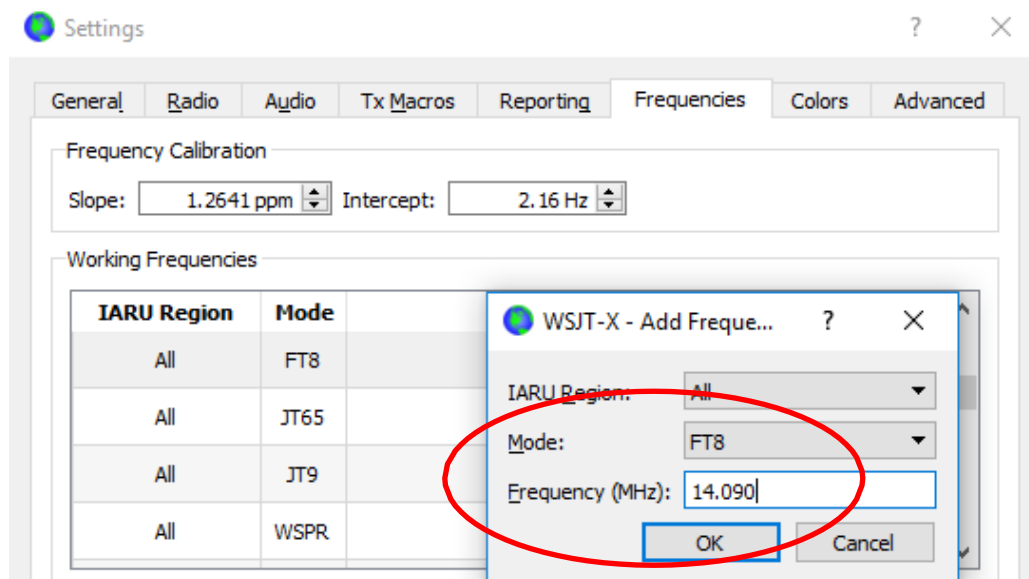 Settings ? ×
General Radio Audio Tx Macros Reporting Frequencies Colors Advanced
Frequency Calibration
Slope: 1.2641 ppm Intercept: 2.16 Hz
Working Frequencies
IARU Region Mode
All FT8
All JT65
All JT9
All WSPR
WSJT-X - Add Freque... ? ×
IARU Region: All
Mode: FT8
Frequency (MHz): 14.090
OK Cancel